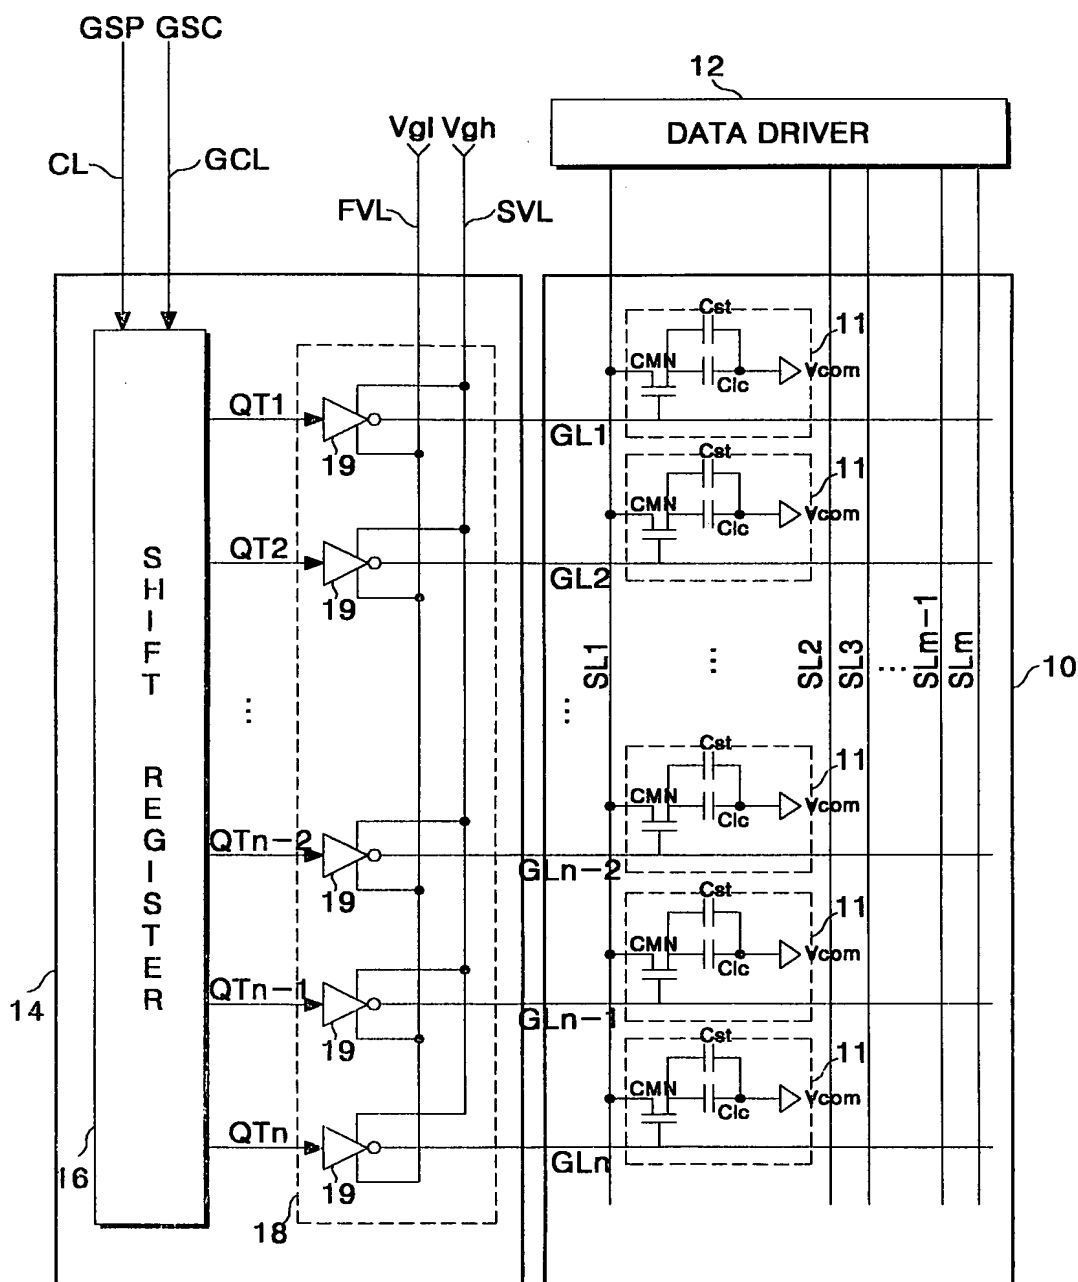 GSP GSC
12
Vgl Vgh
DATA DRIVER
CL
GCL
FVL
SVL
Cst
11
CMN
Clc
Vcom
QT1
GL1
19
Cst
11
CMN
Clc
Vcom
QT2
GL2
19
SHIFT REGISTER
...
...
SL1
...
SL2
SL3
...
SLm-1
SLm
10
Cst
11
CMN
Clc
Vcom
QTn-2
GLn-2
19
Cst
11
CMN
Clc
Vcom
QTn-1
GLn-1
14
19
Cst
11
CMN
Clc
Vcom
QTn
GLn
16
19
18